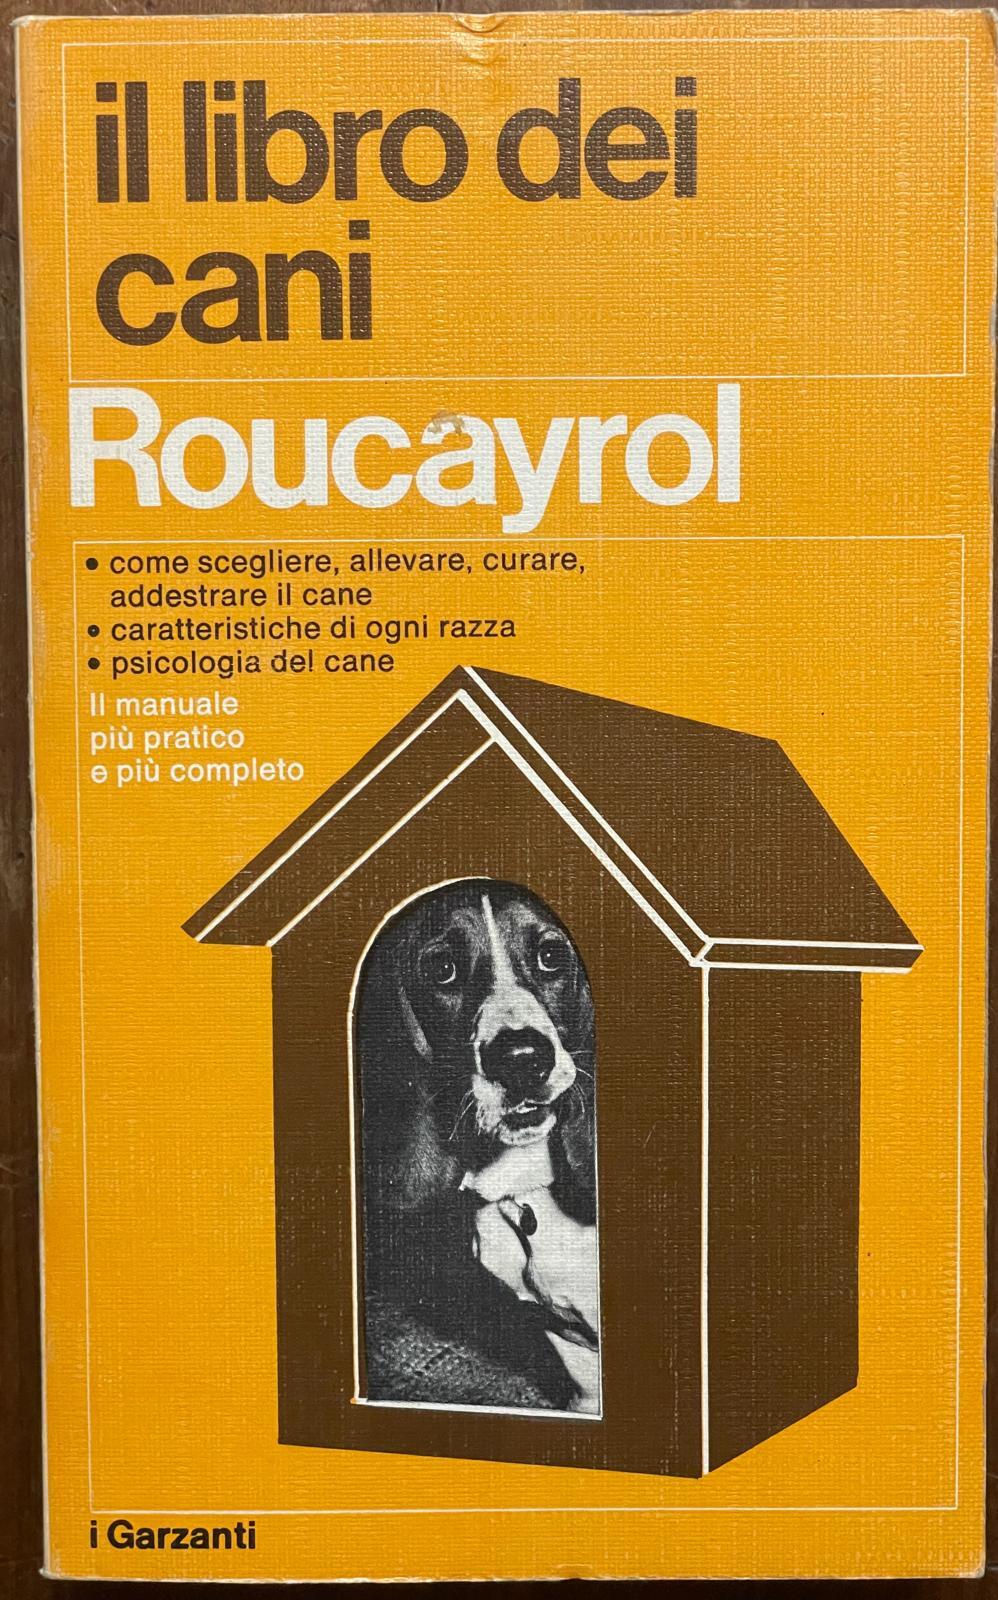 il libro dei
cani
Roucayrol
• come scegliere, allevare, curare,
addestrare il cane
• caratteristiche di ogni razza
• psicologia del cane
Il manuale
più pratico
e più completo
i Garzanti